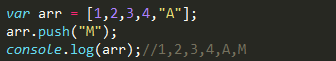 var arr = [1,2,3,4,"A"];
arr.push("M");
console.log(arr);//1,2,3,4,A,M